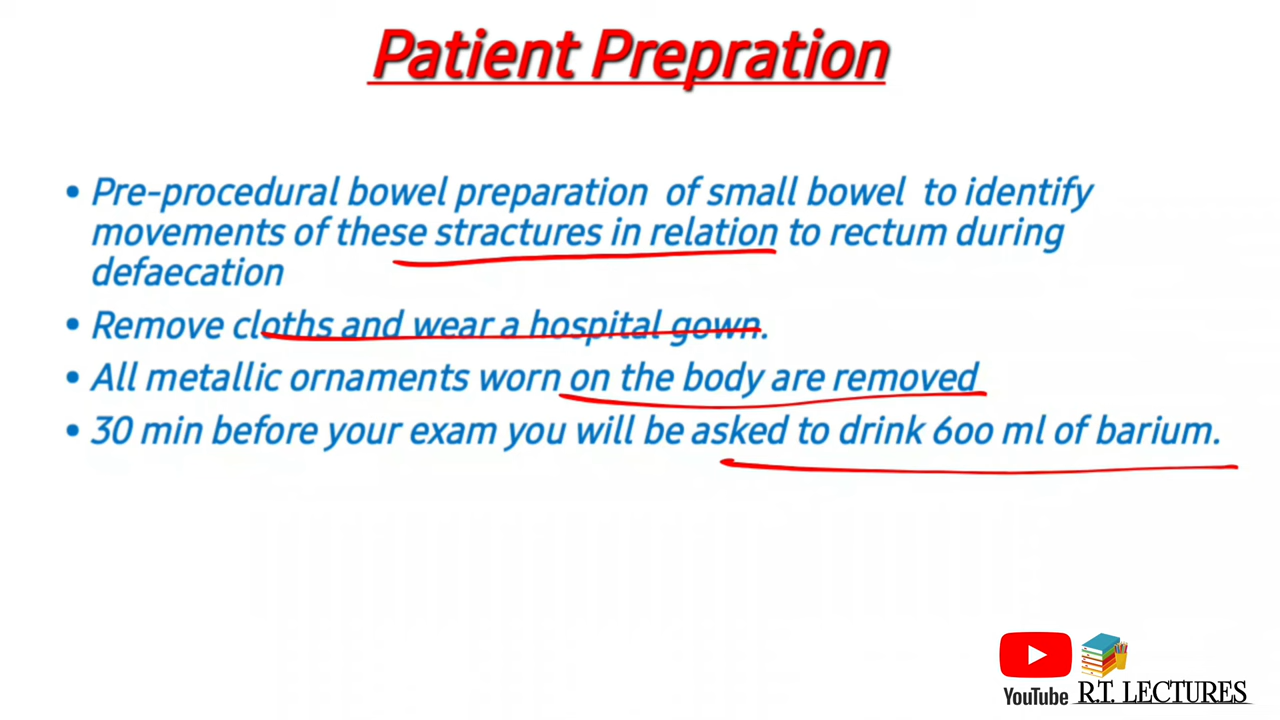 Patient Prepration
• Pre-procedural bowel preparation of small bowel to identify
movements of these stractures in relation to rectum during
defaecation
• Remove cloths and wear a hospital gown.
• All metallic ornaments worn on the body are removed
• 30 min before your exam you will be asked to drink 600 ml of barium.
YouTube R.T. LECTURES